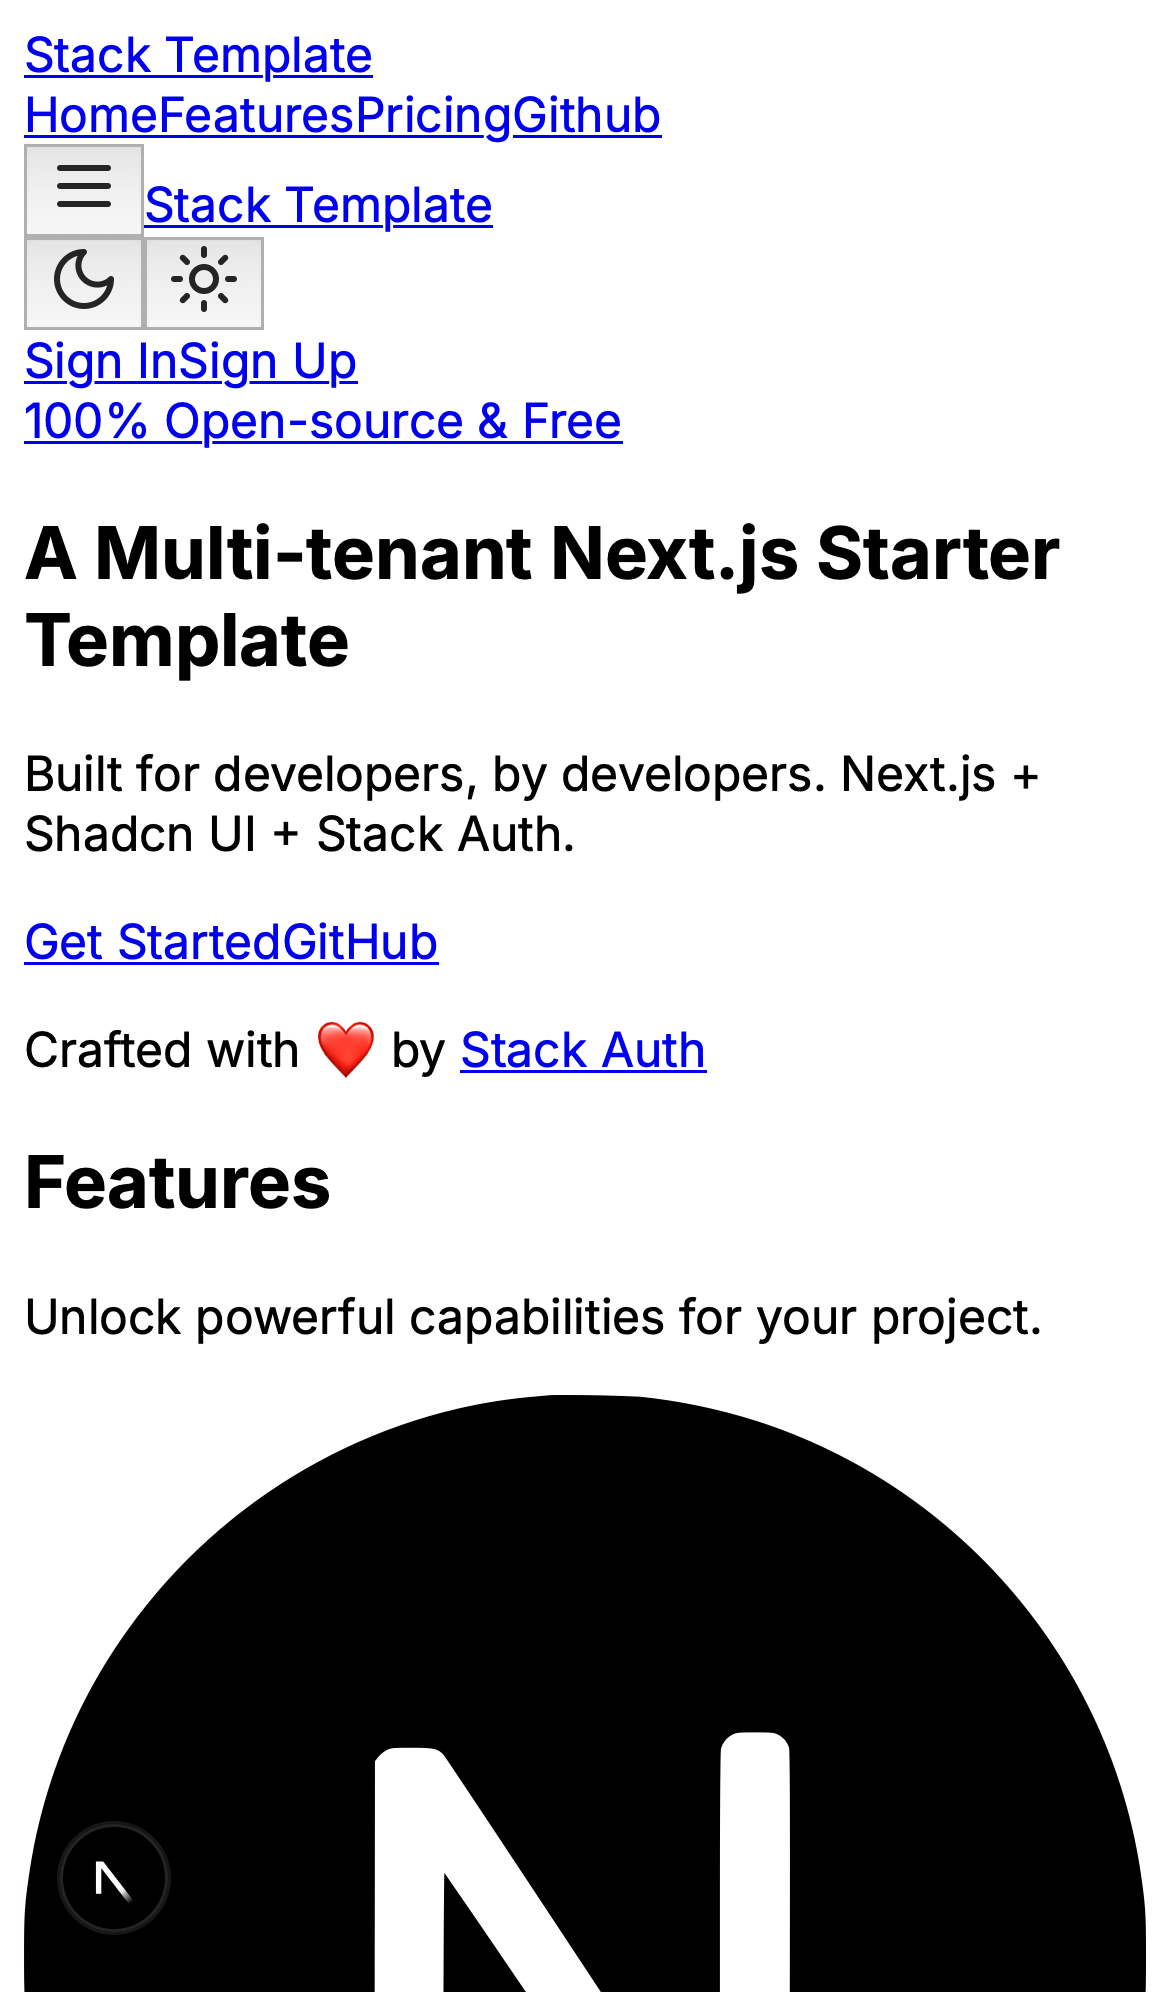 Stack Template
HomeFeaturesPricingGithub
Stack Template
Sign InSign Up
100% Open-source & Free
A Multi-tenant Next.js Starter
Template
Built for developers, by developers. Next.js +
Shadcn UI + Stack Auth.
Get StartedGitHub
Crafted with ❤️ by Stack Auth
Features
Unlock powerful capabilities for your project.
N
N